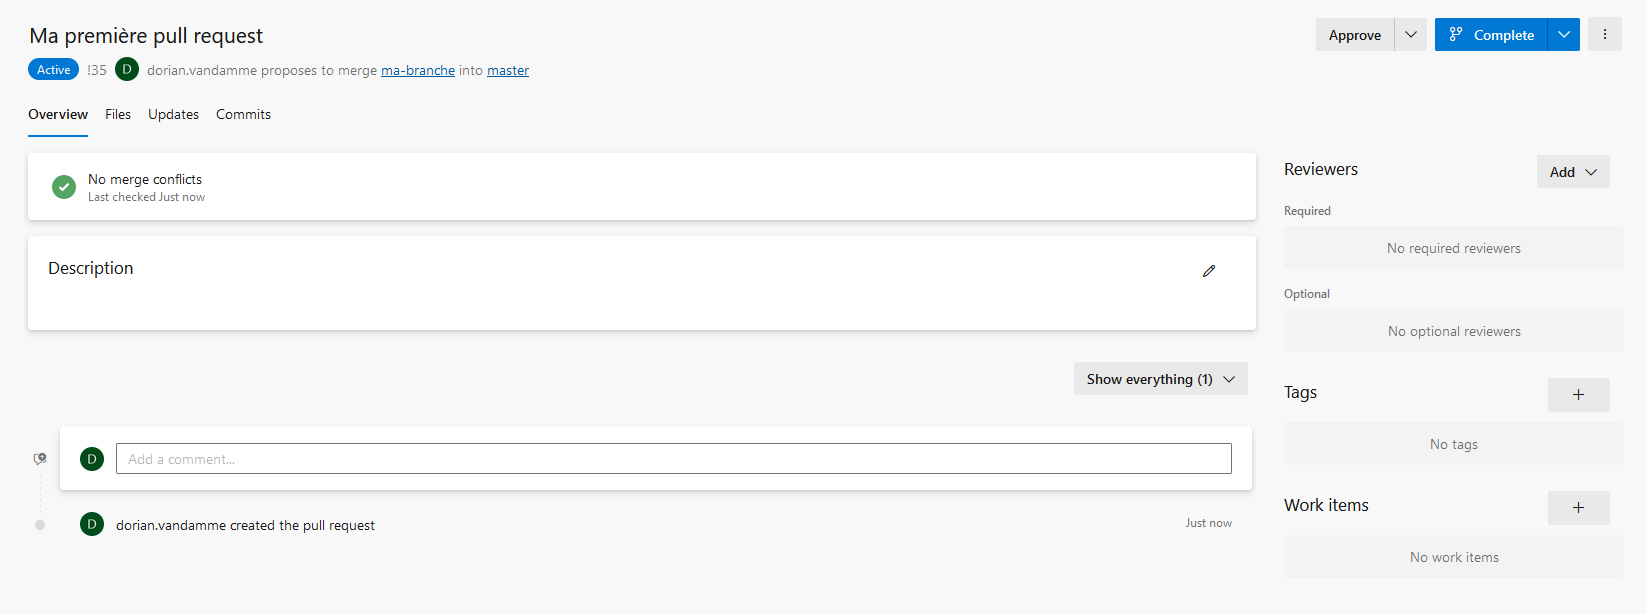 Ma première pull request
Approve
Complete
Active !35 D dorian.vandamme proposes to merge ma-branche into master
Overview Files Updates Commits
No merge conflicts
Last checked Just now
Description
Show everything (1)
D Add a comment...
D dorian.vandamme created the pull request Just now
Reviewers Add
Required
No required reviewers
Optional
No optional reviewers
Tags +
No tags
Work items +
No work items